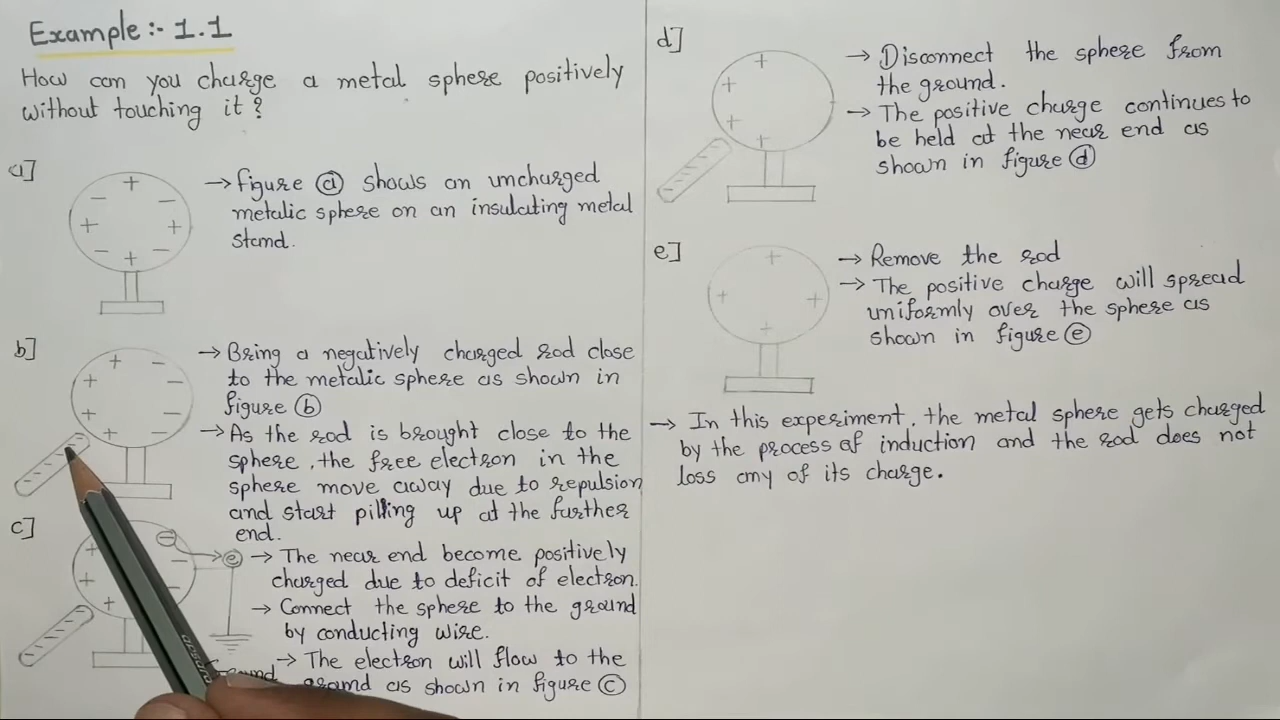 Example :- 1.1
How can you charge a metal sphere positively
without touching it?
a]
→ figure ⓐ shows an uncharged
metalic sphere on an insulating metal
stand.
b]
→ Bring a negatively charged rod close
to the metalic sphere as shown in
figure ⓑ
→ As the rod is brought close to the
sphere, the free electron in the
sphere move away due to repulsion
and start pilling up at the further
end.
c]
e
→ The near end become positively
charged due to deficit of electron.
→ Connect the sphere to the ground
by conducting wire.
→ The electron will flow to the
ground as shown in figure ⓒ
d]
→ Disconnect the sphere from
the ground.
→ The positive charge continues to
be held at the near end as
shown in figure ⓓ
e]
→ Remove the rod
→ The positive charge will spread
uniformly over the sphere as
shown in figure ⓔ
→ In this experiment, the metal sphere gets charged
by the process of induction and the rod does not
loss any of its charge.